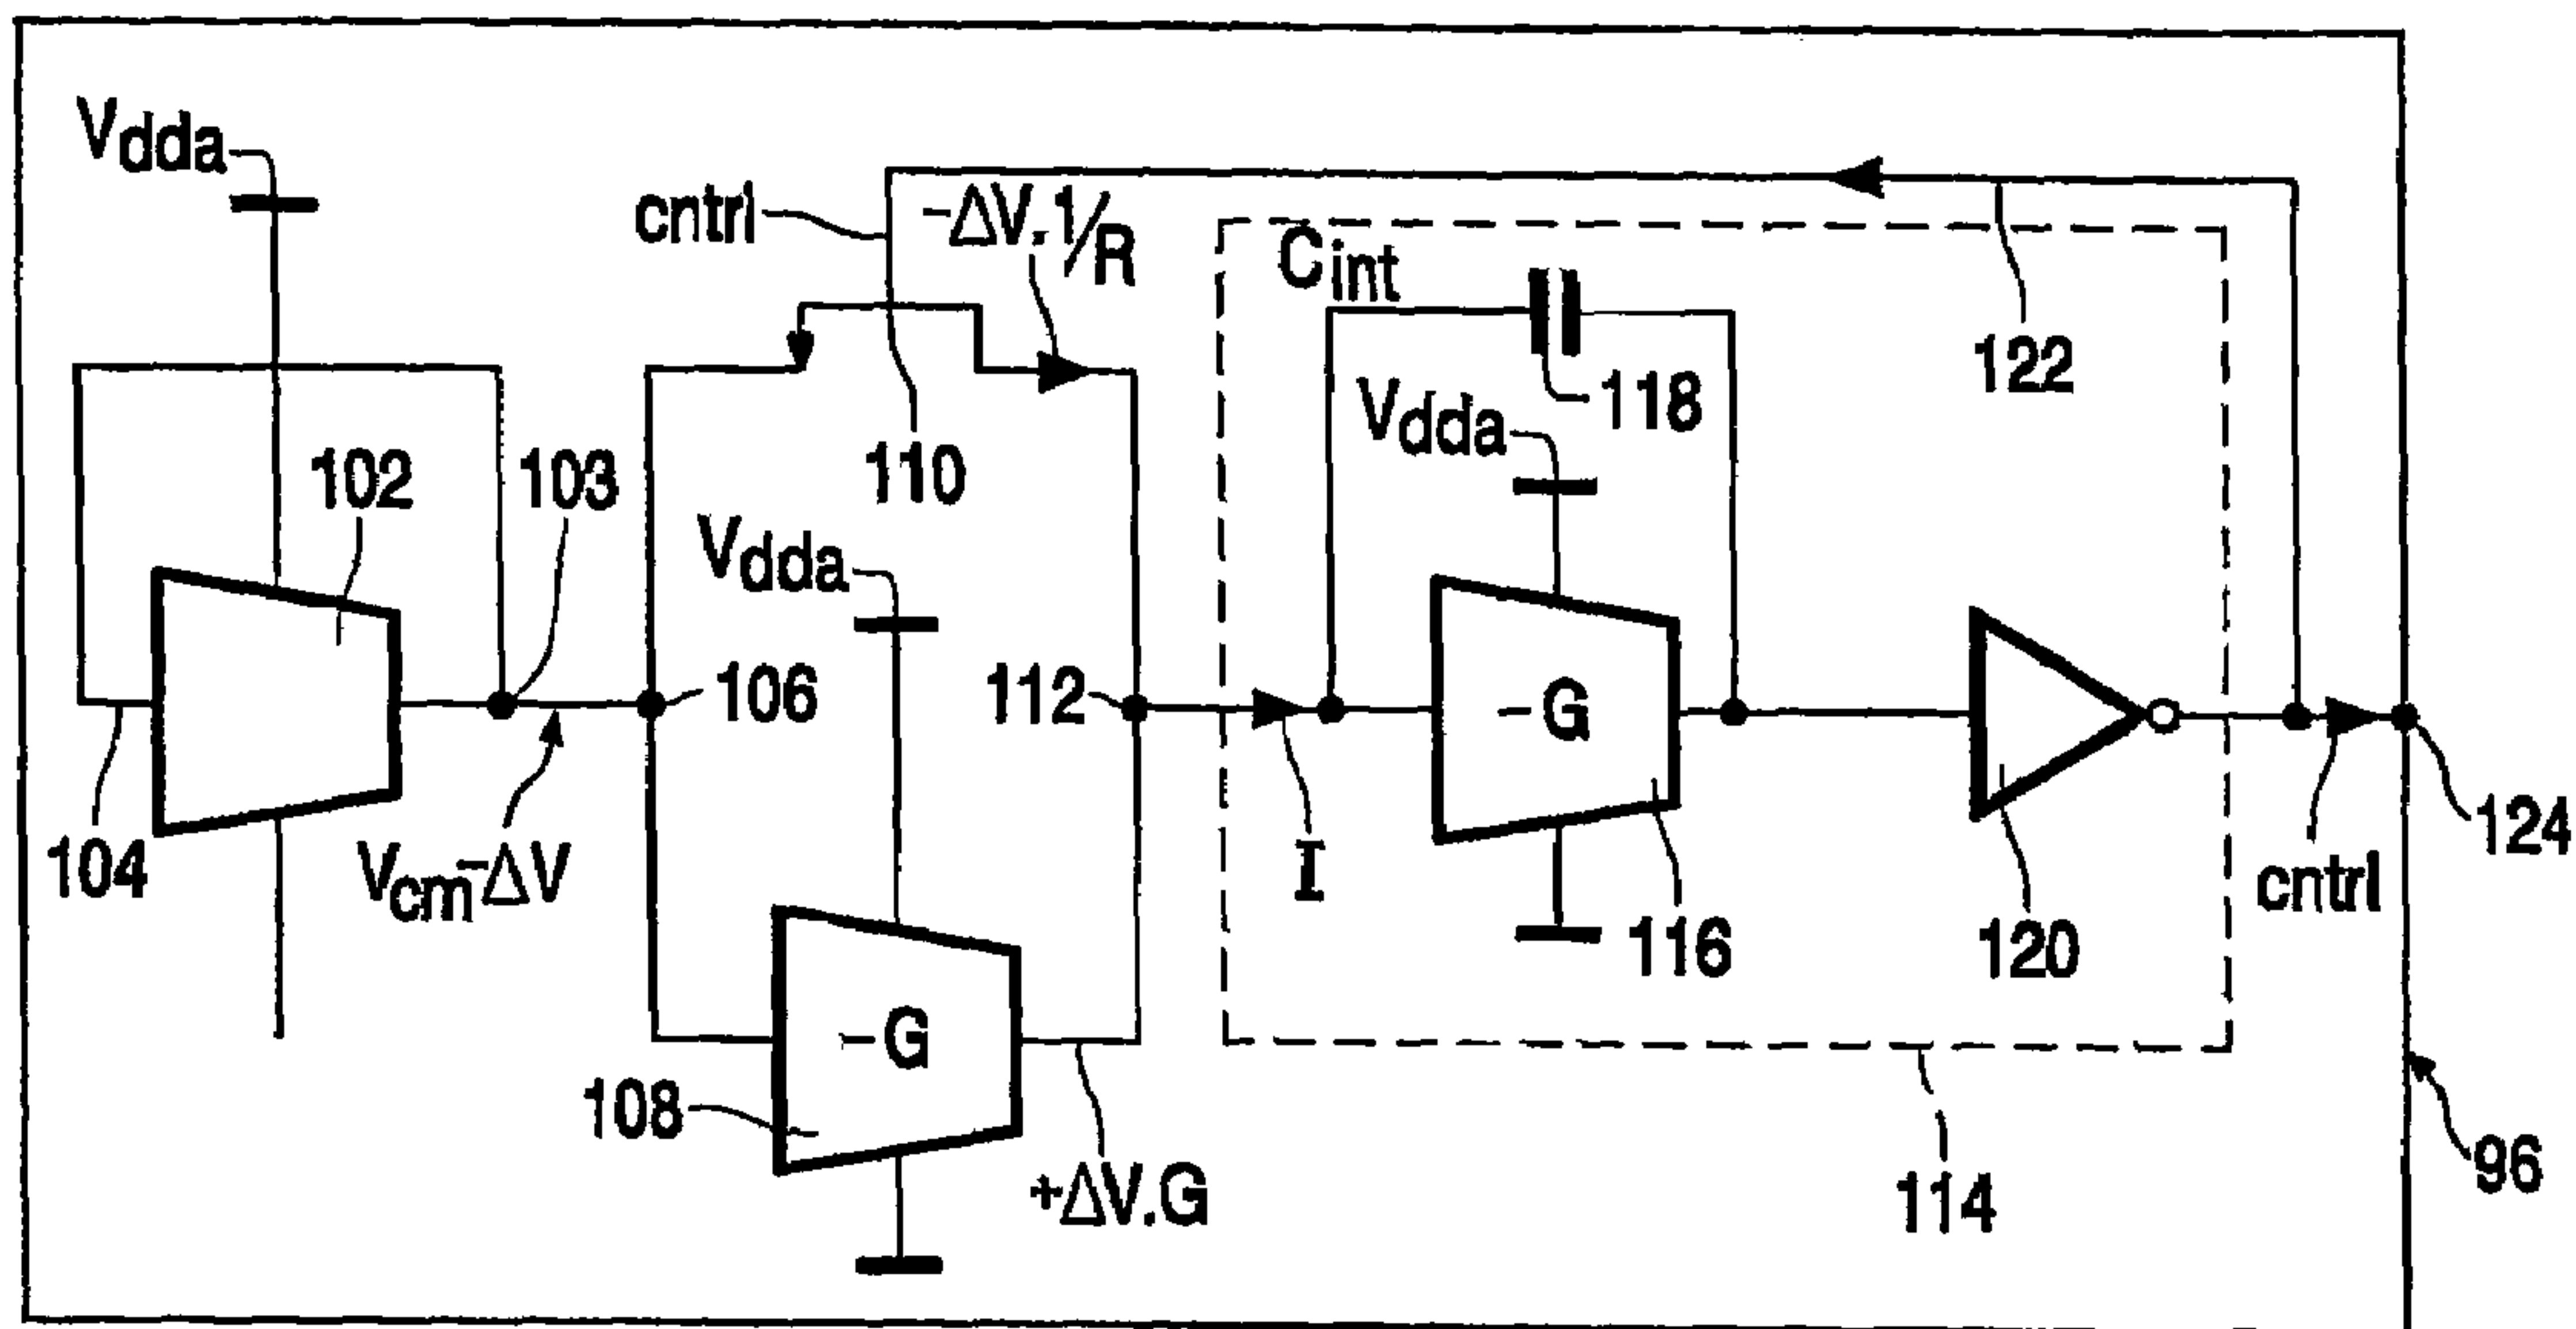 Vdda
cntrl
-ΔV.1/R
Cint
122
118
Vdda
102
103
110
Vdda
106
112
-G
-G
104
Vcm-ΔV
I
116
120
cntrl
124
108
+ΔV.G
114
96